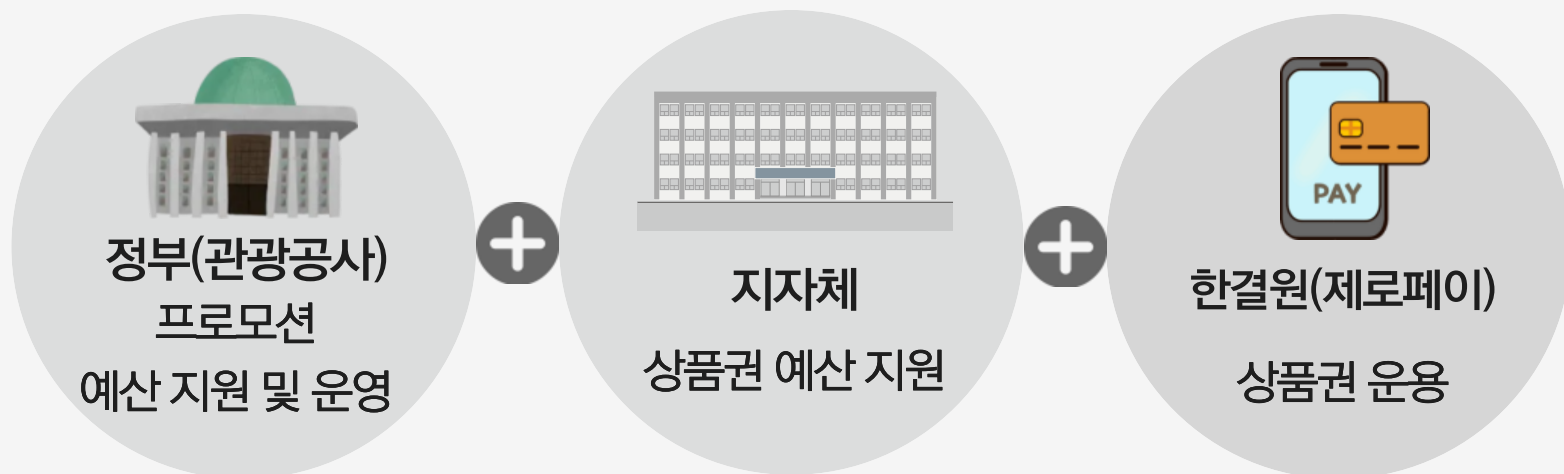 정부(관광공사)
프로모션
예산 지원 및 운영
지자체
상품권 예산 지원
PAY
한결원(제로페이)
상품권 운용